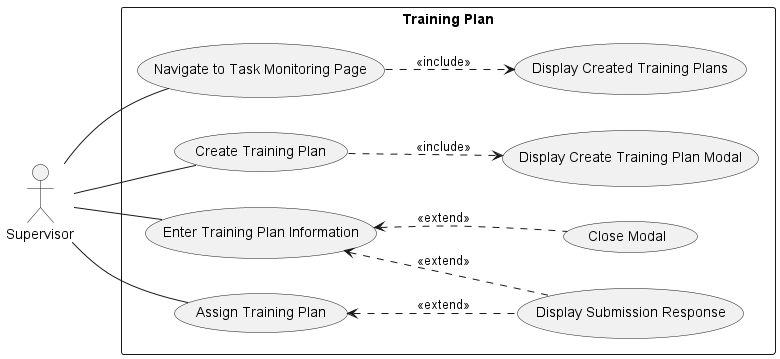 Training Plan
Navigate to Task Monitoring Page
«include»
Display Created Training Plans
Create Training Plan
«include»
Display Create Training Plan Modal
Supervisor
Enter Training Plan Information
«extend»
Close Modal
«extend»
Assign Training Plan
«extend»
Display Submission Response